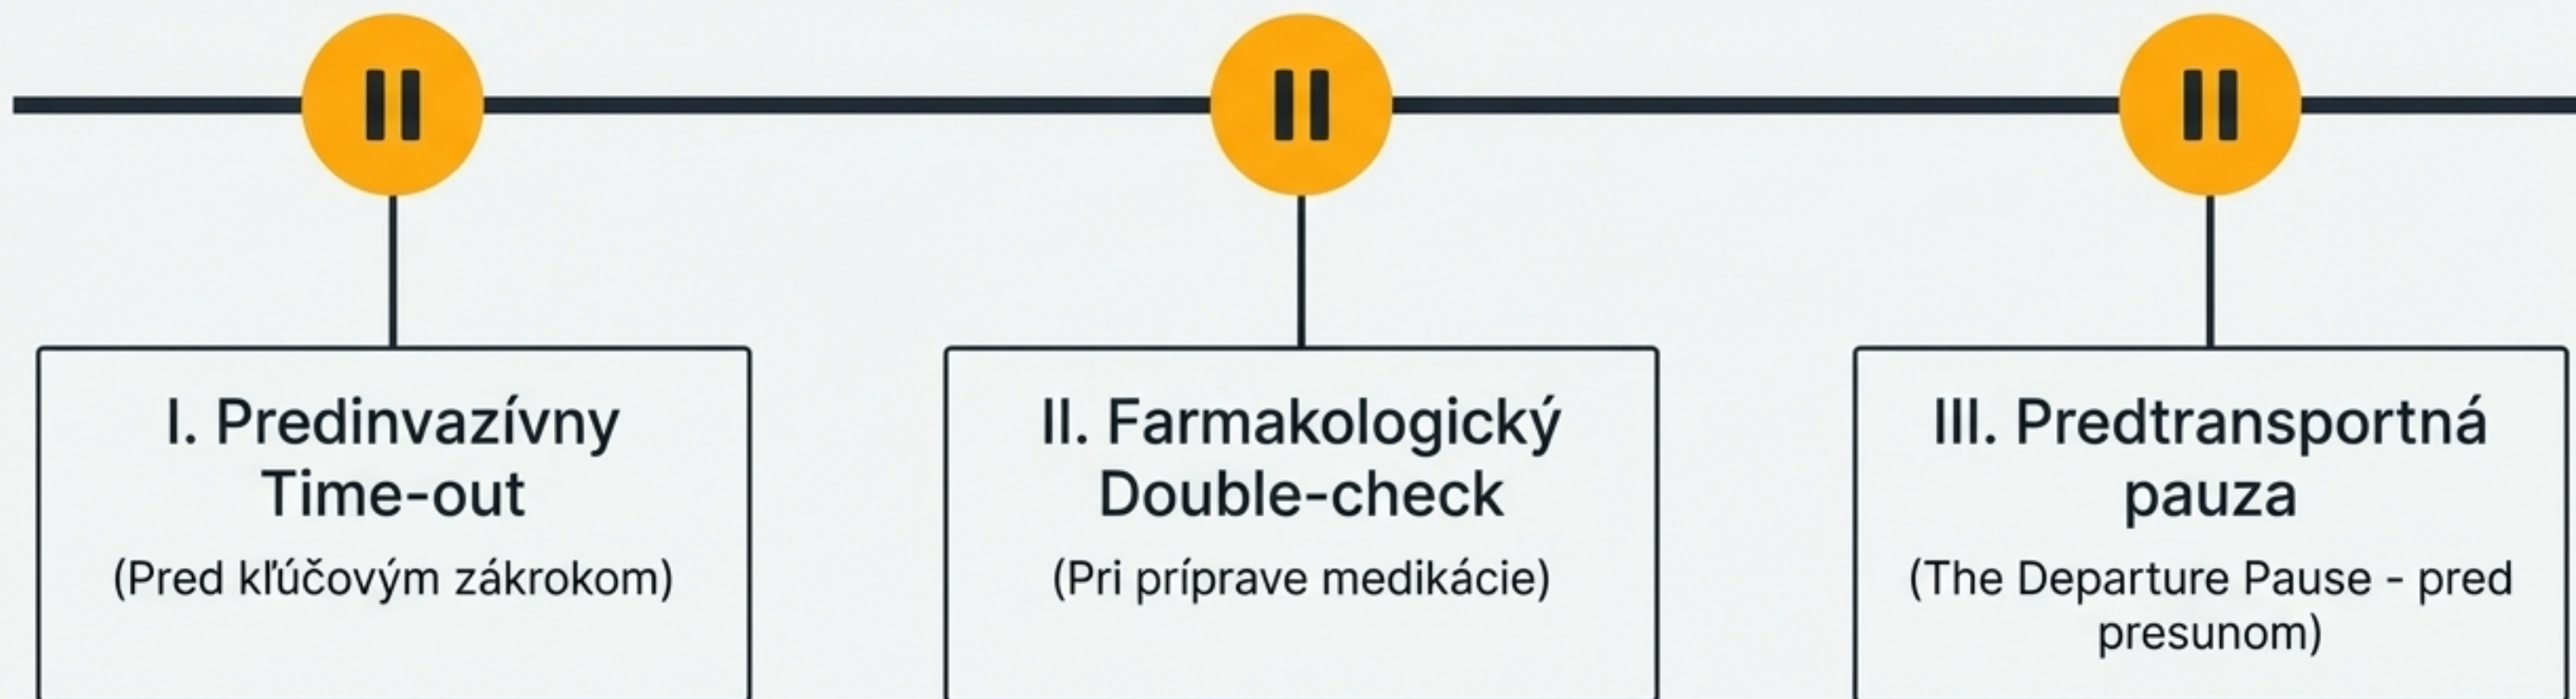 I. Predinvazívny
Time-out
(Pred kľúčovým zákrokom)
II. Farmakologický
Double-check
(Pri príprave medikácie)
III. Predtransportná
pauza
(The Departure Pause - pred
presunom)